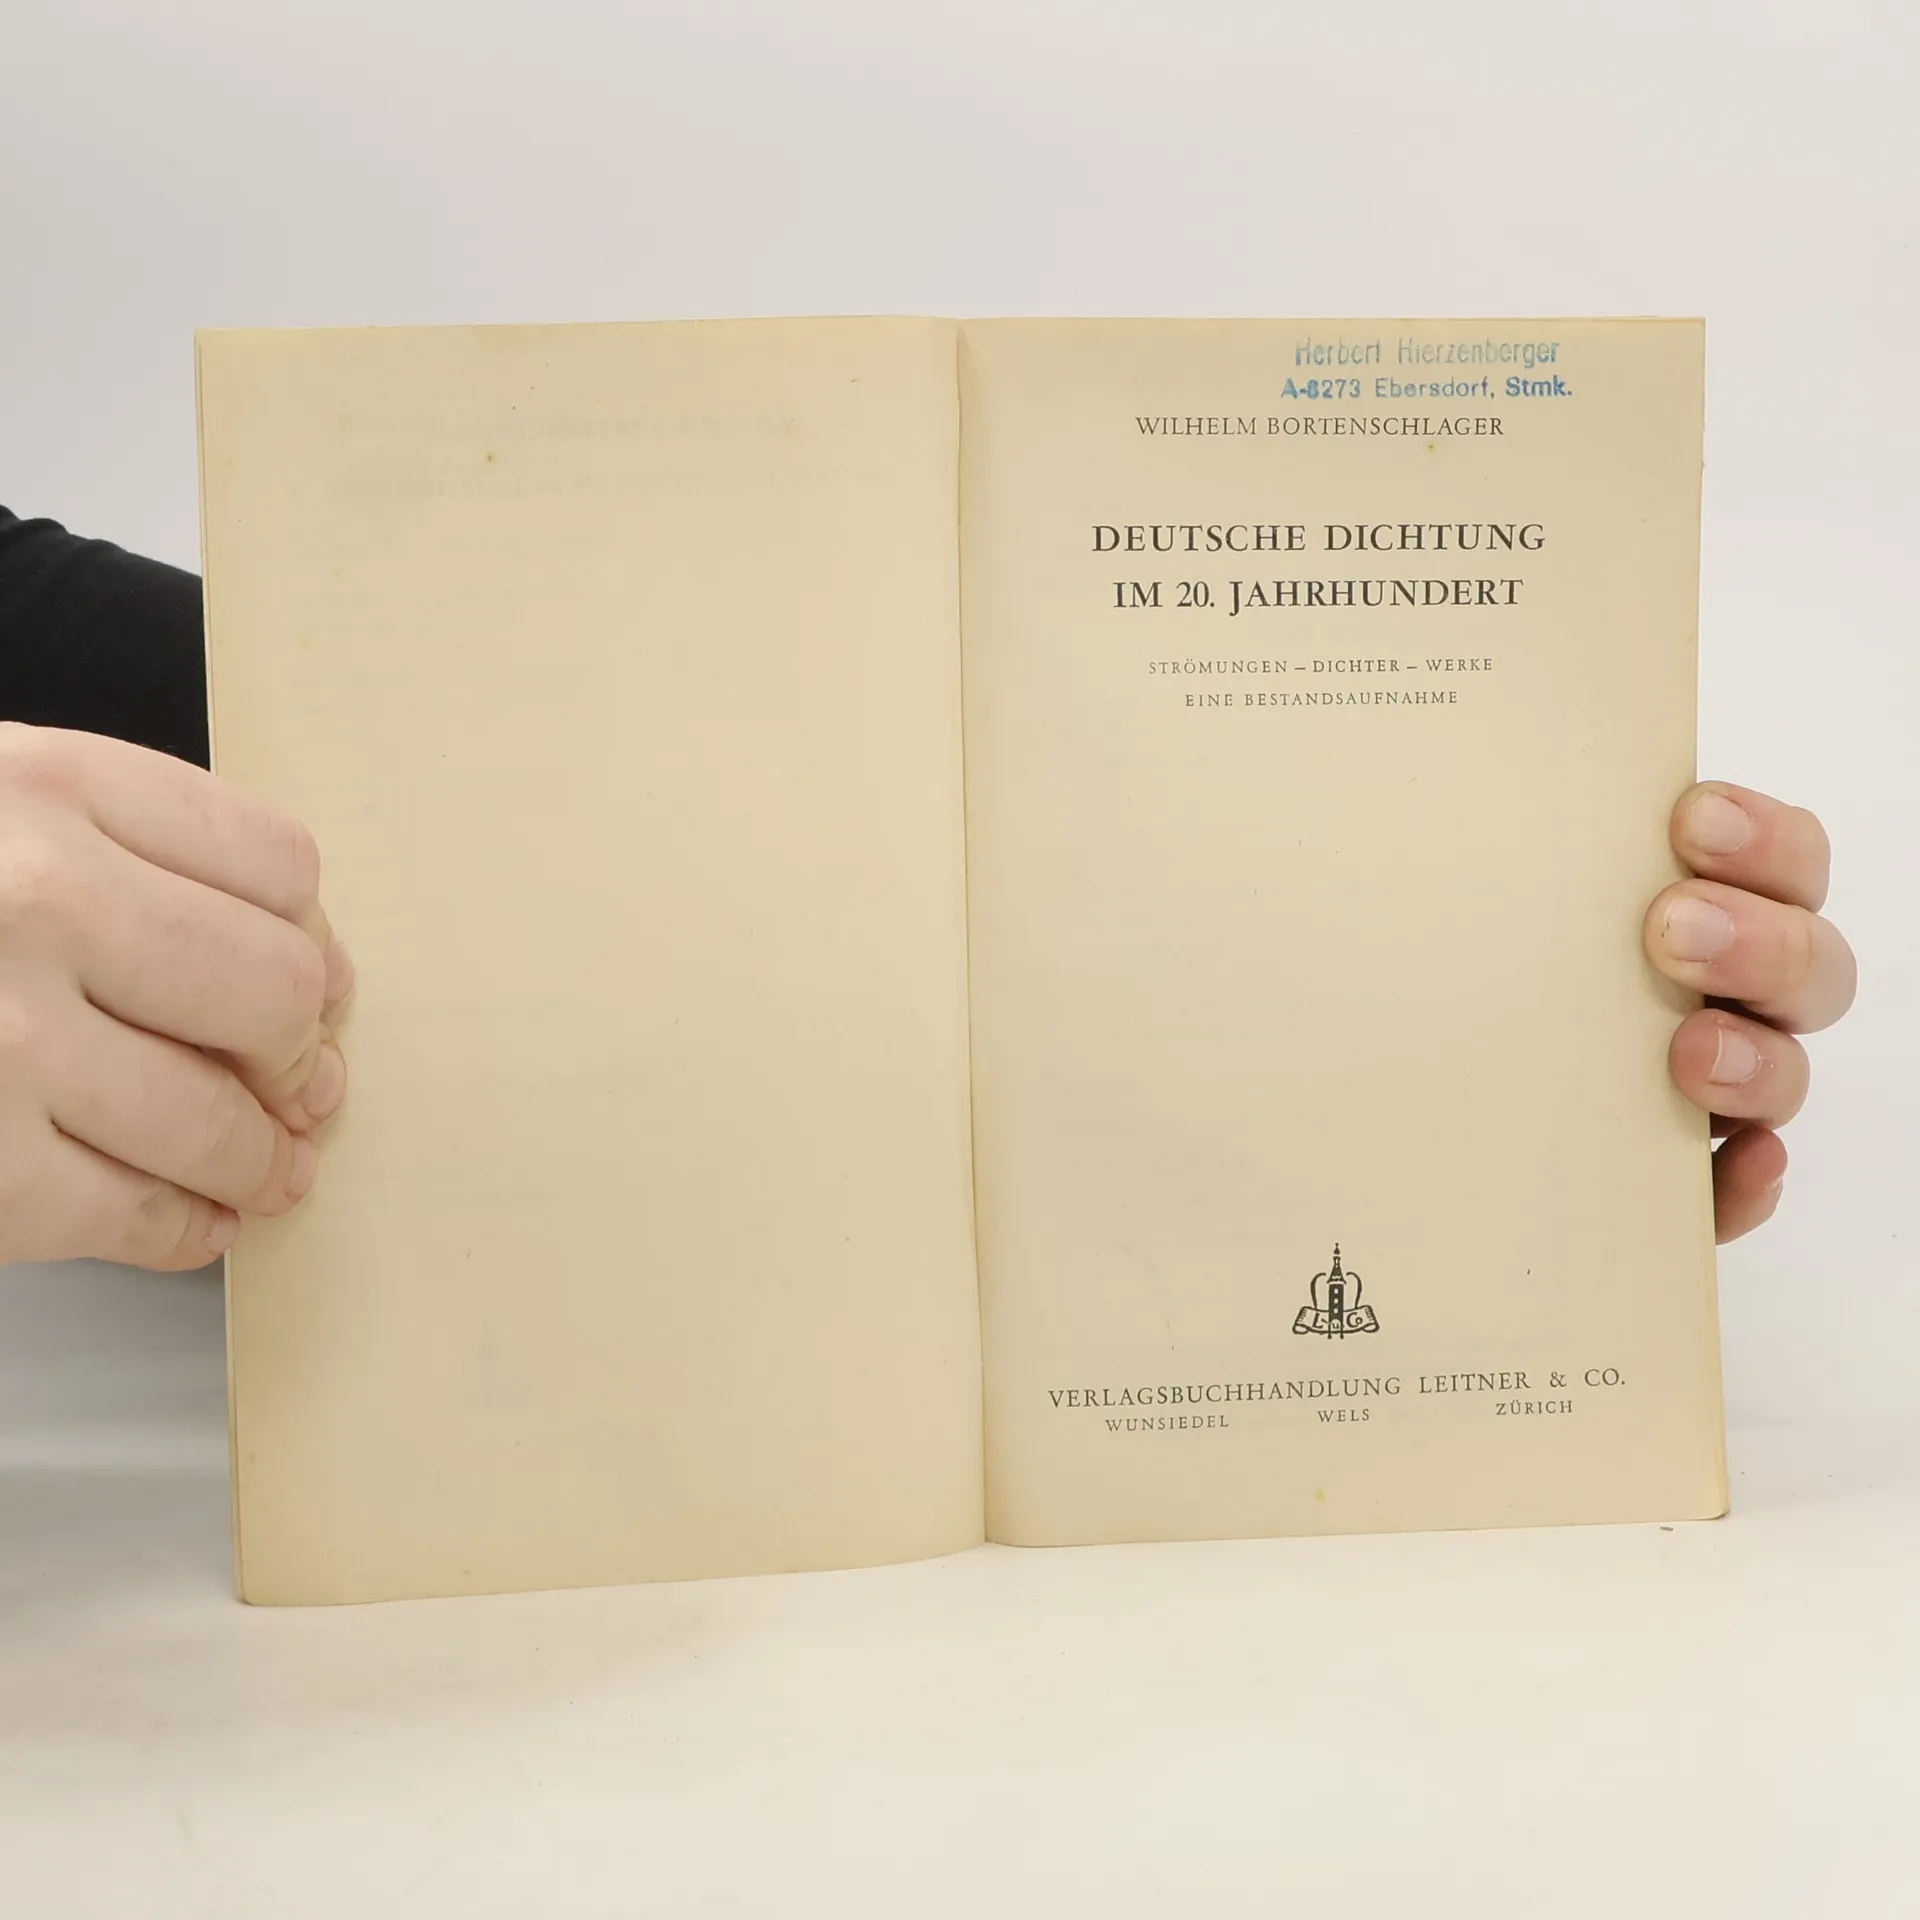 Herbert Hierzenberger
A-8273 Ebersdorf, Stmk.
WILHELM BORTENSCHLAGER
DEUTSCHE DICHTUNG
IM 20. JAHRHUNDERT
STRÖMUNGEN – DICHTER – WERKE
EINE BESTANDSAUFNAHME
L u. Co
VERLAGSBUCHHANDLUNG LEITNER & CO.
WUNSIEDEL WELS ZÜRICH